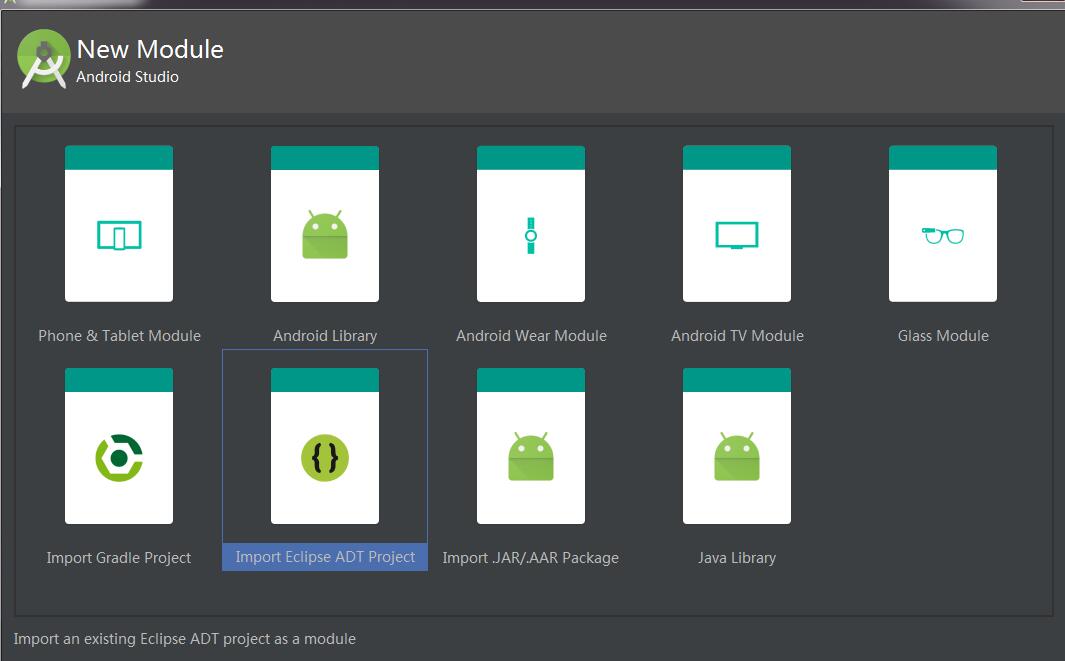 New Module
Android Studio
Phone & Tablet Module
Android Library
Android Wear Module
Android TV Module
Glass Module
{}
Import Gradle Project
Import Eclipse ADT Project
Import .JAR/.AAR Package
Java Library
Import an existing Eclipse ADT project as a module